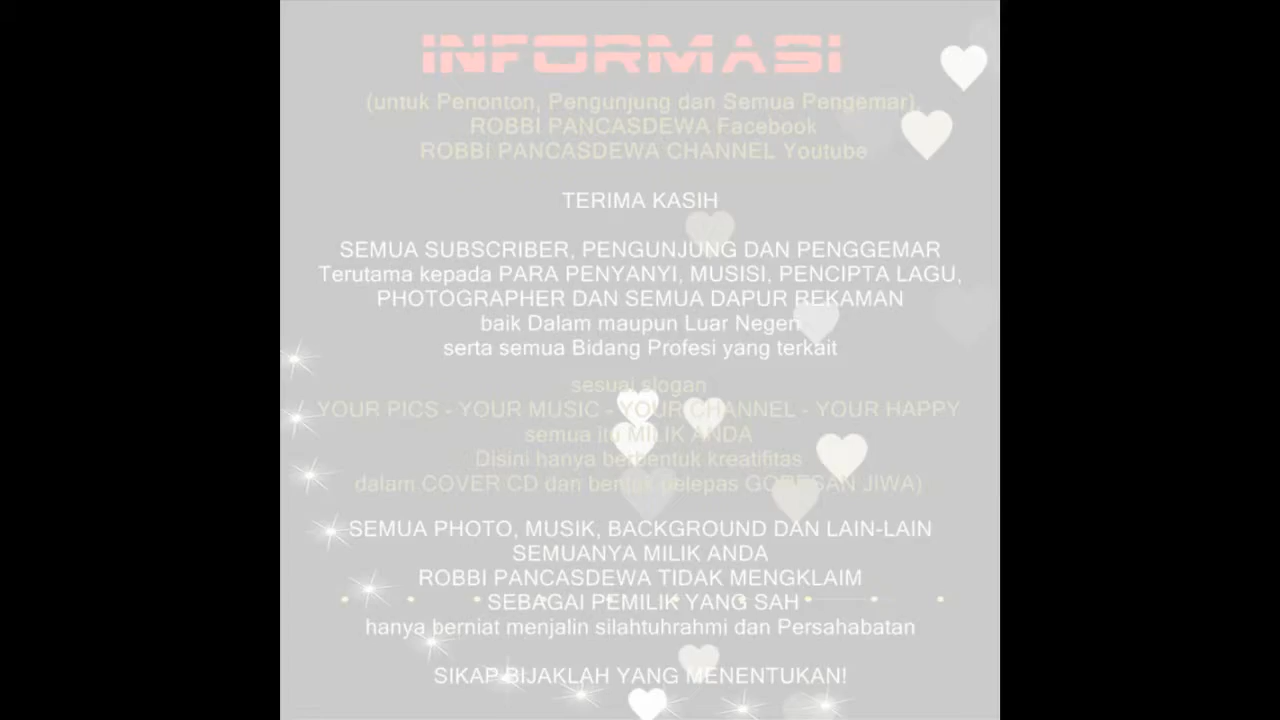 INFORMASI
(untuk Penonton, Pengunjung dan Semua Pengemar),
ROBBI PANCASDEWA Facebook
ROBBI PANCASDEWA CHANNEL Youtube
TERIMA KASIH
SEMUA SUBSCRIBER, PENGUNJUNG DAN PENGGEMAR
Terutama kepada PARA PENYANYI, MUSISI, PENCIPTA LAGU,
PHOTOGRAPHER DAN SEMUA DAPUR REKAMAN
baik Dalam maupun Luar Negeri
serta semua Bidang Profesi yang terkait
sesuai slogan
YOUR PICS - YOUR MUSIC - YOUR CHANNEL - YOUR HAPPY
semua itu MILIK ANDA
Disini hanya berbentuk kreatifitas
dalam COVER CD dan bentuk pelepas GORESAN JIWA)
SEMUA PHOTO, MUSIK, BACKGROUND DAN LAIN-LAIN
SEMUANYA MILIK ANDA
ROBBI PANCASDEWA TIDAK MENGKLAIM
SEBAGAI PEMILIK YANG SAH
hanya berniat menjalin silahtuhrahmi dan Persahabatan
SIKAP BIJAKLAH YANG MENENTUKAN!